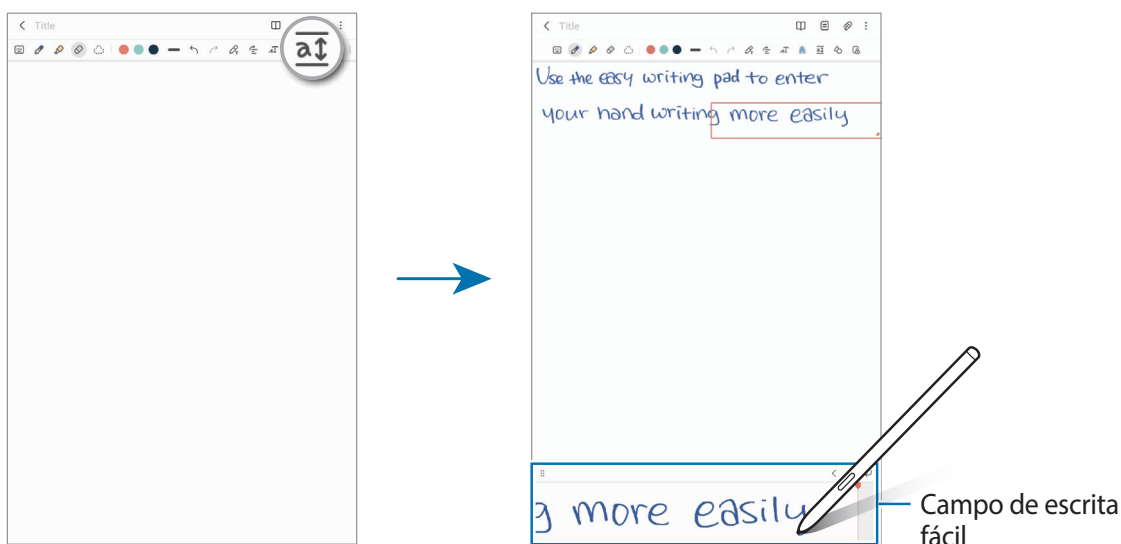 Title
a
Title
Use the easy writing pad to enter
your hand writing more easily
g more easily
Campo de escrita
fácil